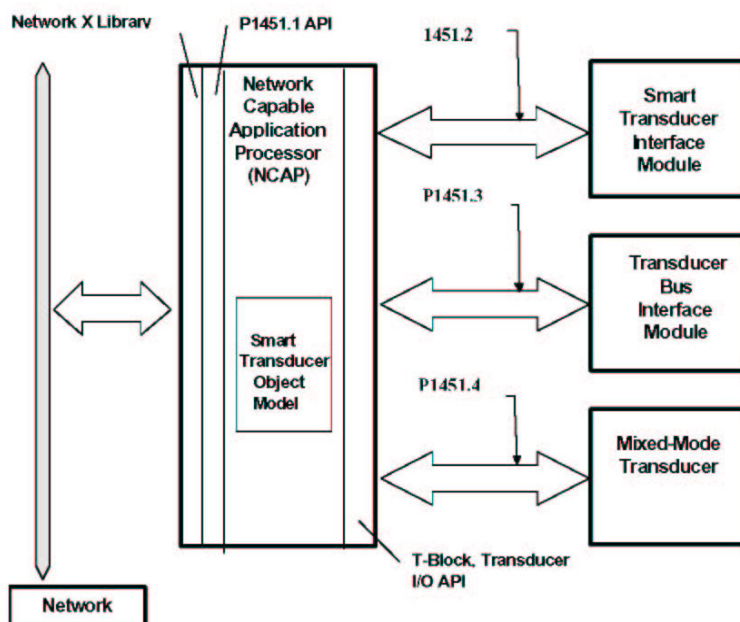 Network X Library
P1451.1 API
1451.2
Network
Capable
Application
Processor
(NCAP)
Smart
Transducer
Interface
Module
P1451.3
Transducer
Bus
Interface
Module
Smart
Transducer
Object
Model
P1451.4
Mixed-Mode
Transducer
T-Block, Transducer
I/O API
Network